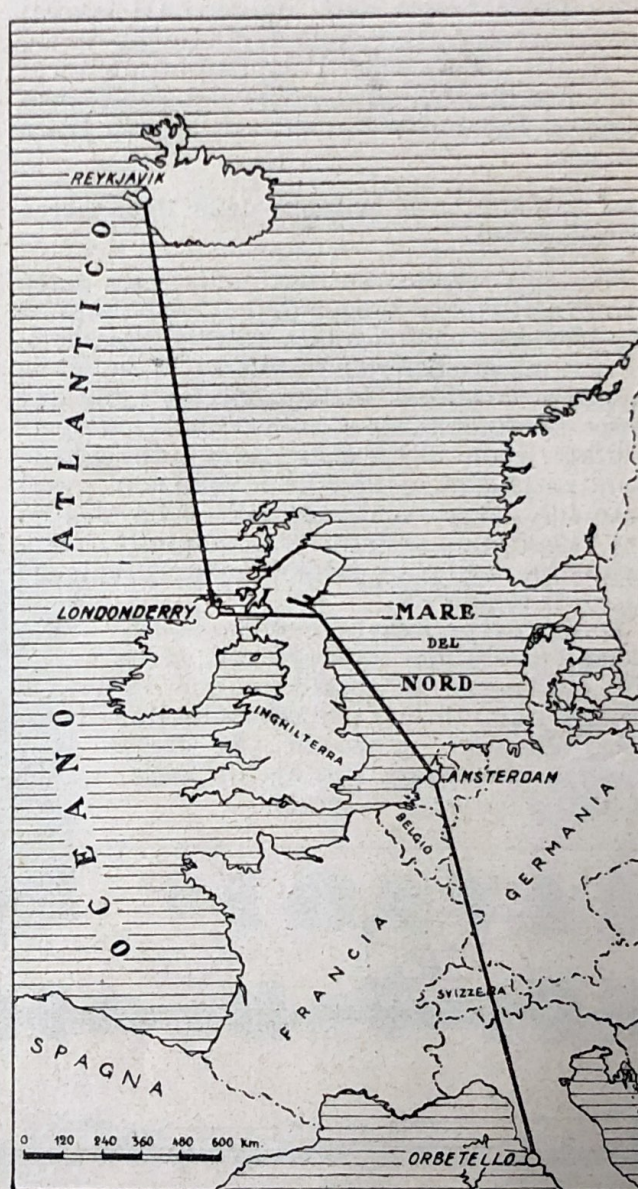 REYKJAVIK
OCEANO ATLANTICO
LONDONDERRY
MARE
DEL
NORD
INGHILTERRA
AMSTERDAM
BELGIO
GERMANIA
FRANCIA
SVIZZERA
SPAGNA
0 120 240 360 480 600 Km.
ORBETELLO